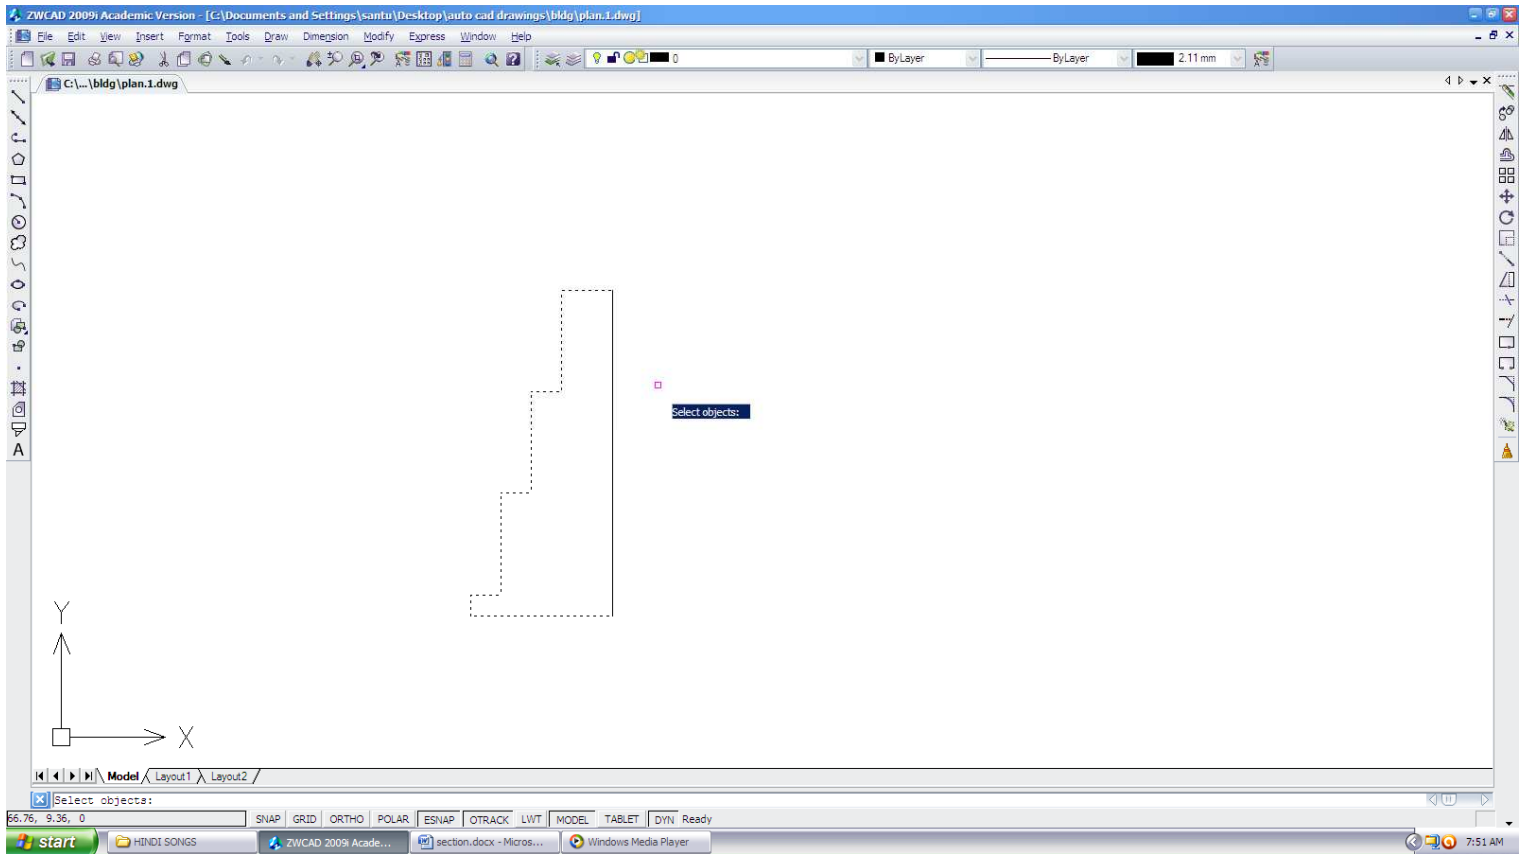 ZWCAD 2009i Academic Version - [C:\Documents and Settings\santu\Desktop\auto cad drawings\bldg\plan.1.dwg]
File Edit View Insert Format Tools Draw Dimension Modify Express Window Help
0 ByLayer ByLayer 2.11 mm
C:\...\bldg\plan.1.dwg
Select objects:
Y
X
Model Layout1 Layout2
Select objects:
66.76, 9.36, 0 SNAP GRID ORTHO POLAR ESNAP OTRACK LWT MODEL TABLET DYN Ready
start HINDI SONGS ZWCAD 2009i Acade... section.docx - Micros... Windows Media Player 7:51 AM